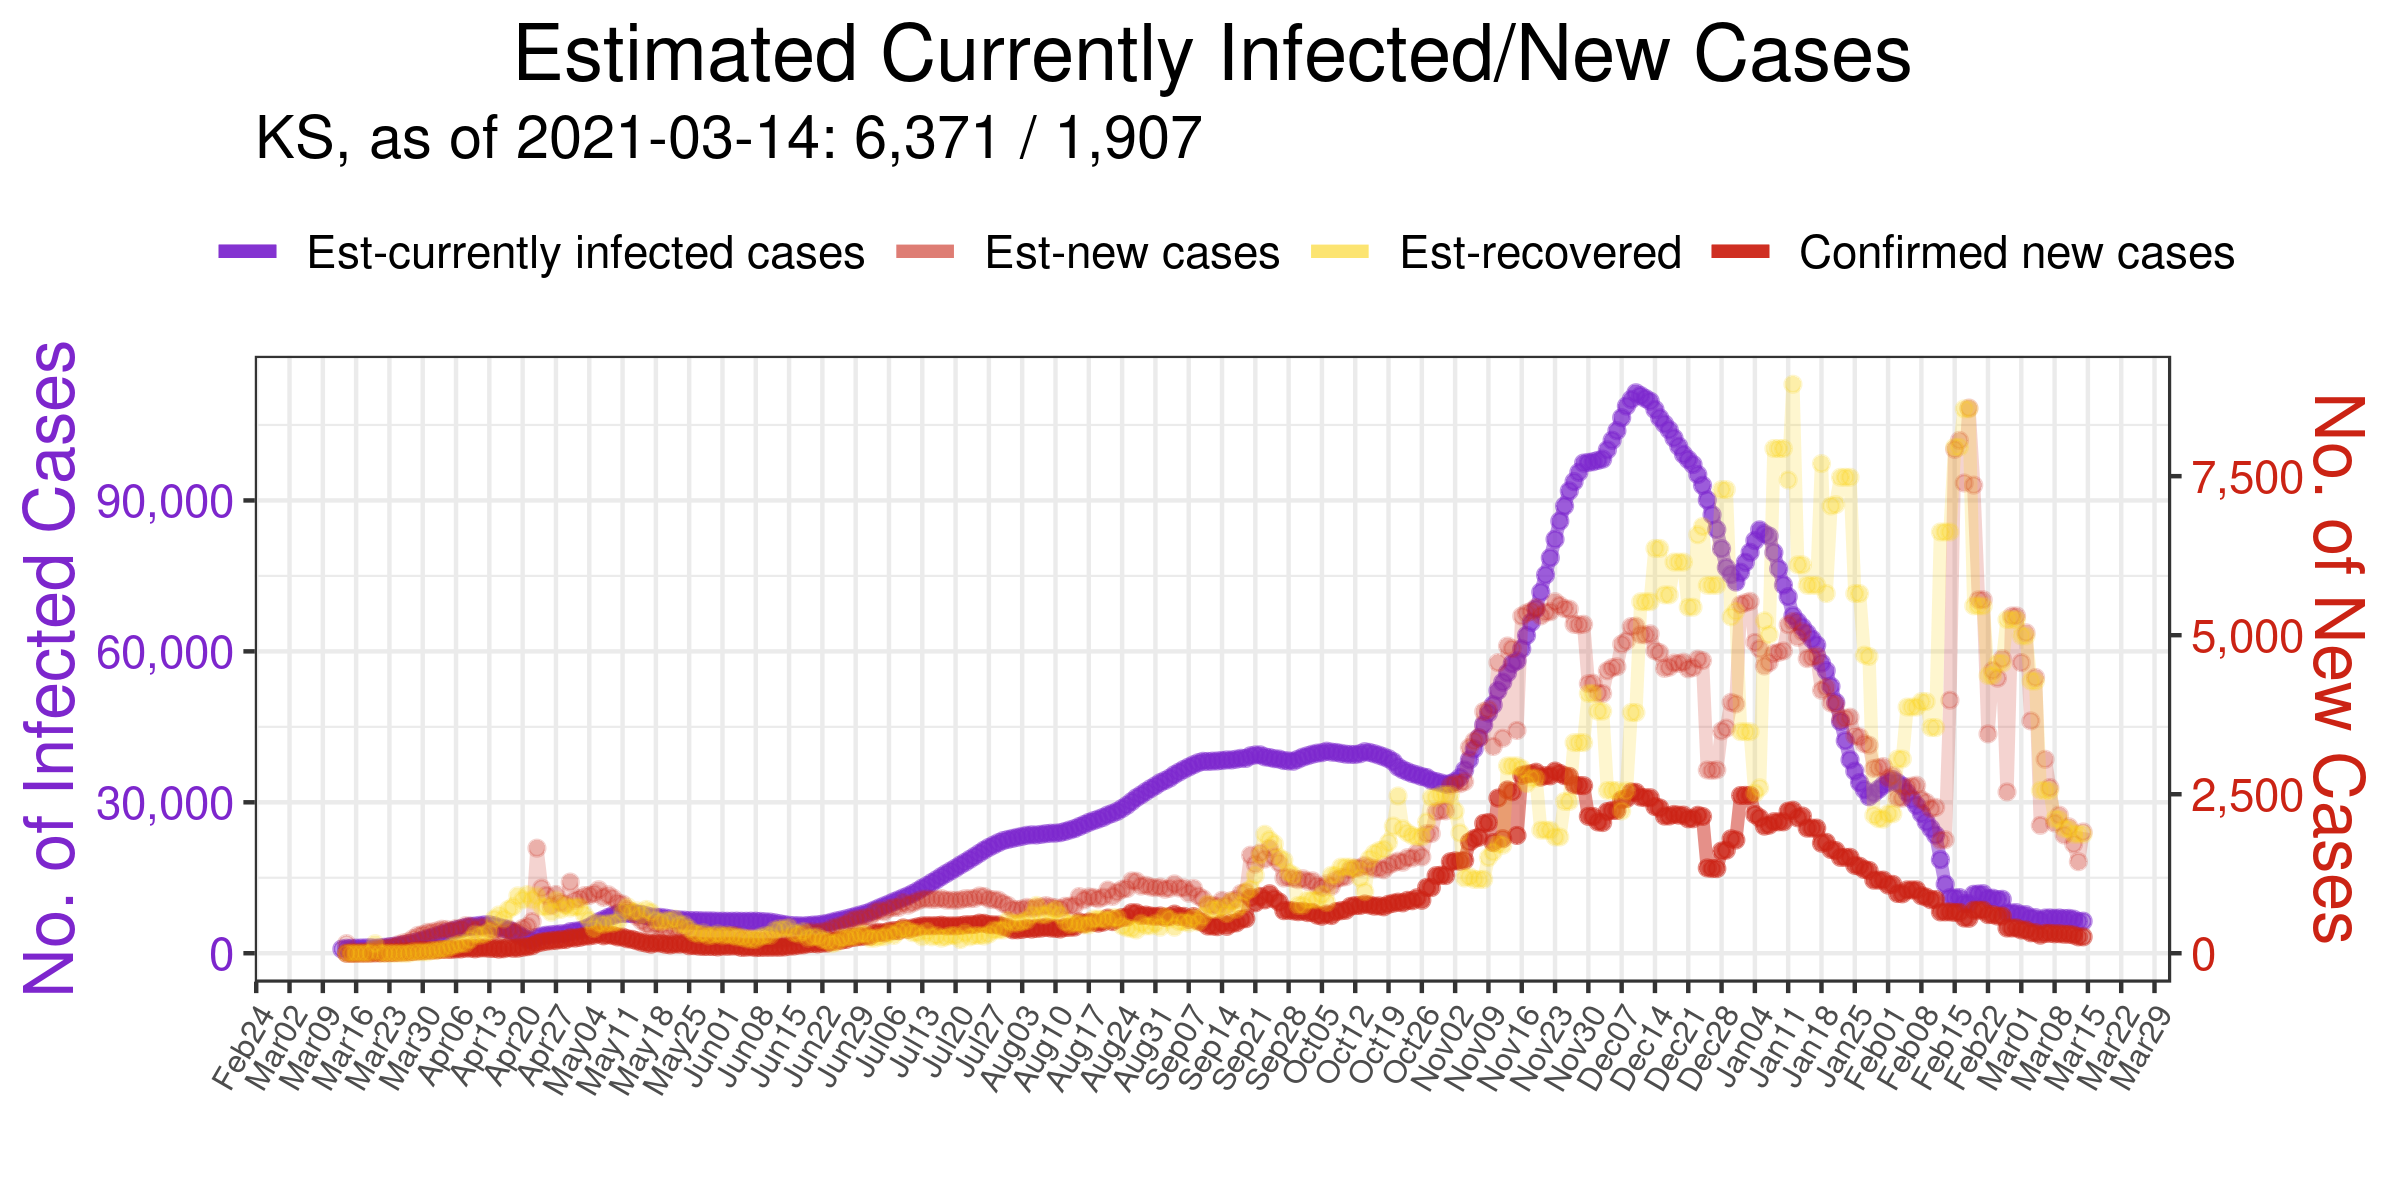 Estimated Currently Infected/New Cases
KS, as of 2021-03-14: 6,371 / 1,907
Est-currently infected cases Est-new cases Est-recovered Confirmed new cases
No. of Infected Cases
90,000
60,000
30,000
0
7,500
5,000
2,500
0
No. of New Cases
Feb24 Mar02 Mar09 Mar16 Mar23 Mar30 Apr06 Apr13 Apr20 Apr27 May04 May11 May18 May25 Jun01 Jun08 Jun15 Jun22 Jun29 Jul06 Jul13 Jul20 Jul27 Aug03 Aug10 Aug17 Aug24 Aug31 Sep07 Sep14 Sep21 Sep28 Oct05 Oct12 Oct19 Oct26 Nov02 Nov09 Nov16 Nov23 Nov30 Dec07 Dec14 Dec21 Dec28 Jan04 Jan11 Jan18 Jan25 Feb01 Feb08 Feb15 Feb22 Mar01 Mar08 Mar15 Mar22 Mar29